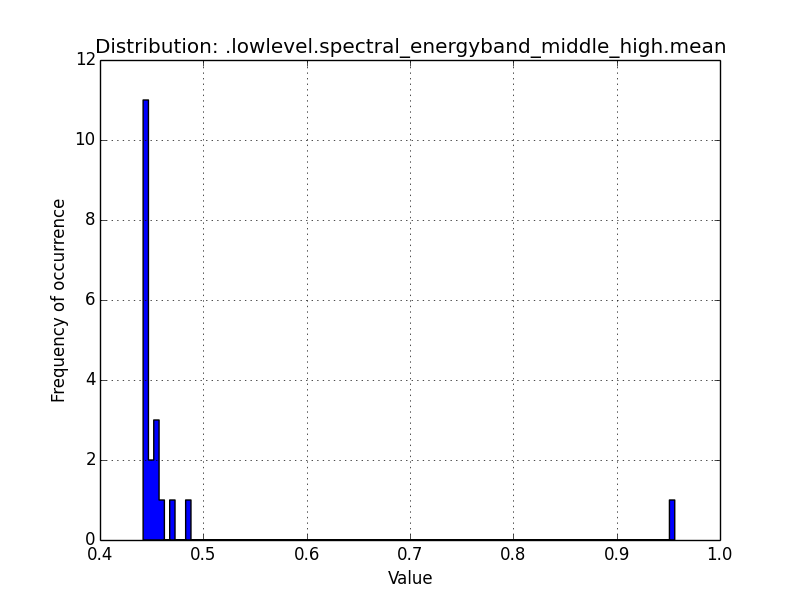 Distribution: .lowlevel.spectral_energyband_middle_high.mean
12
10
8
6
4
2
0
Frequency of occurrence
0.4 0.5 0.6 0.7 0.8 0.9 1.0
Value